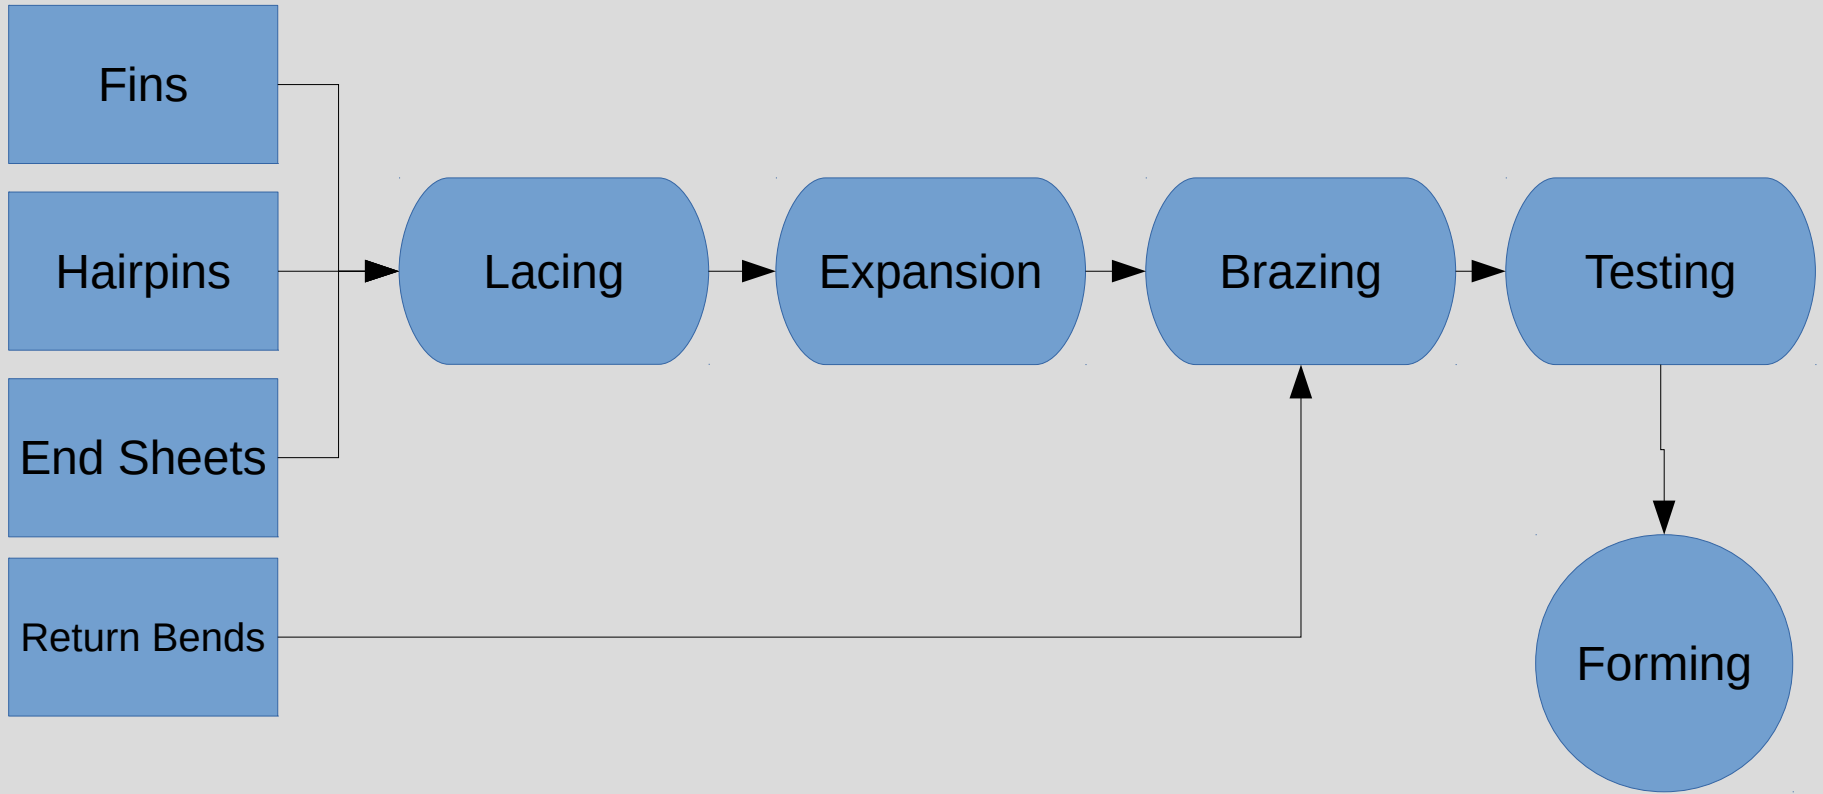 Fins
Hairpins
End Sheets
Return Bends
Lacing
Expansion
Brazing
Testing
Forming